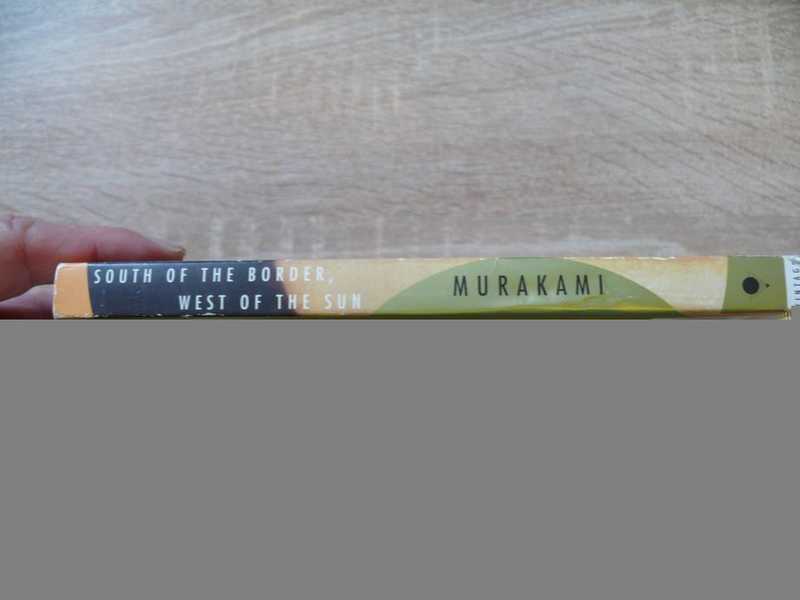 SOUTH OF THE BORDER,
WEST OF THE SUN
MURAKAMI